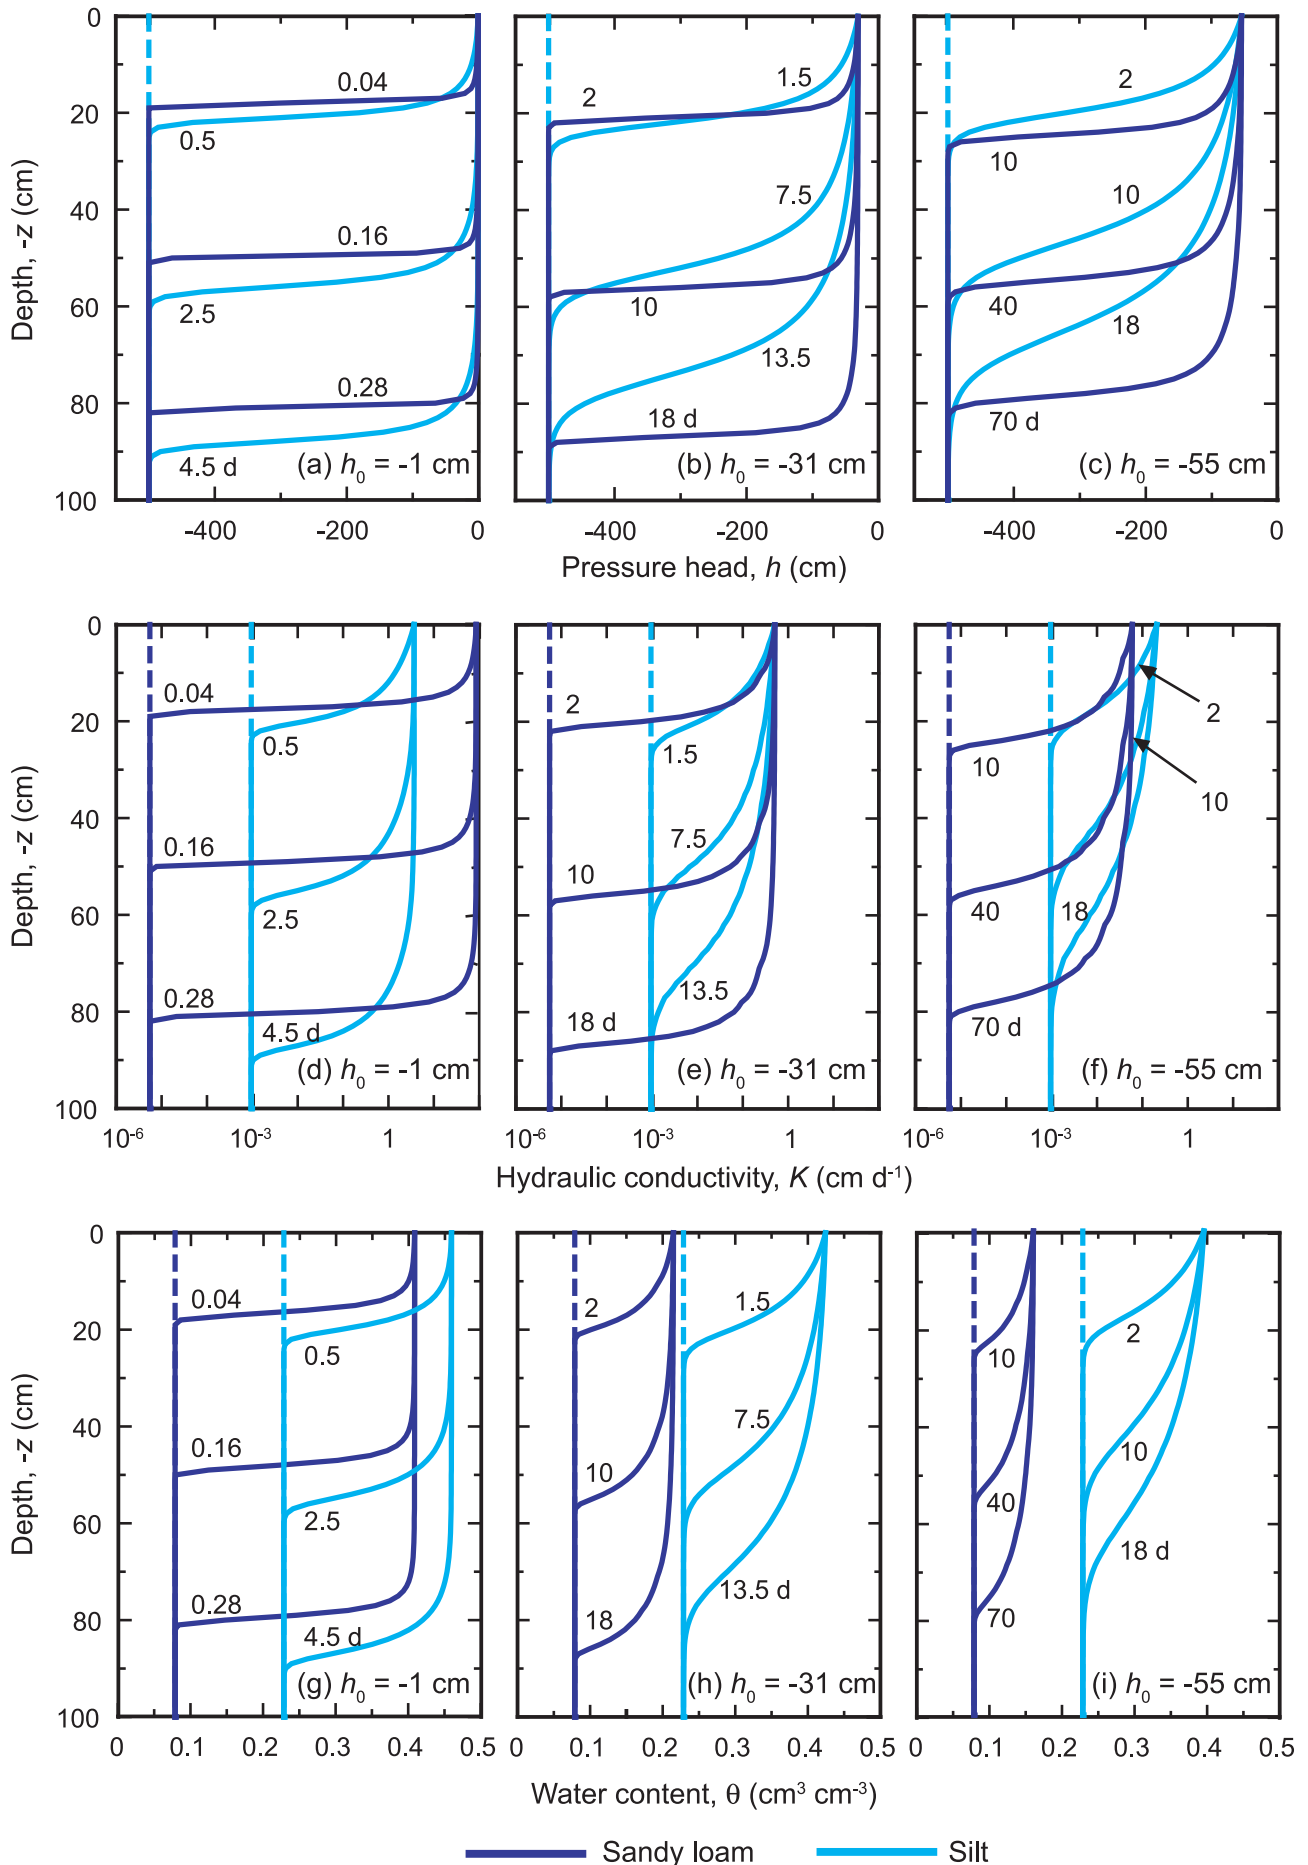 0
20
40
60
80
100
Depth, -z (cm)
0.04
0.5
0.16
2.5
0.28
4.5 d
(a) h0 = -1 cm
1.5
2
7.5
10
13.5
18 d
(b) h0 = -31 cm
2
10
10
40
18
70 d
(c) h0 = -55 cm
-400 -200 0 -400 -200 0 -400 -200 0
Pressure head, h (cm)
0
20
40
60
80
100
Depth, -z (cm)
0.04
0.5
0.16
2.5
0.28
4.5 d
(d) h0 = -1 cm
2
1.5
7.5
10
13.5
18 d
(e) h0 = -31 cm
2
10
10
40
18
70 d
(f) h0 = -55 cm
10-6 10-3 1 10-6 10-3 1 10-6 10-3 1
Hydraulic conductivity, K (cm d-1)
0
20
40
60
80
100
Depth, -z (cm)
0.04
0.5
0.16
2.5
0.28
4.5 d
(g) h0 = -1 cm
2
1.5
7.5
10
13.5 d
18
(h) h0 = -31 cm
2
10
10
40
18 d
70
(i) h0 = -55 cm
0 0.1 0.2 0.3 0.4 0.5 0 0.1 0.2 0.3 0.4 0.5 0 0.1 0.2 0.3 0.4 0.5
Water content, θ (cm3 cm-3)
Sandy loam Silt